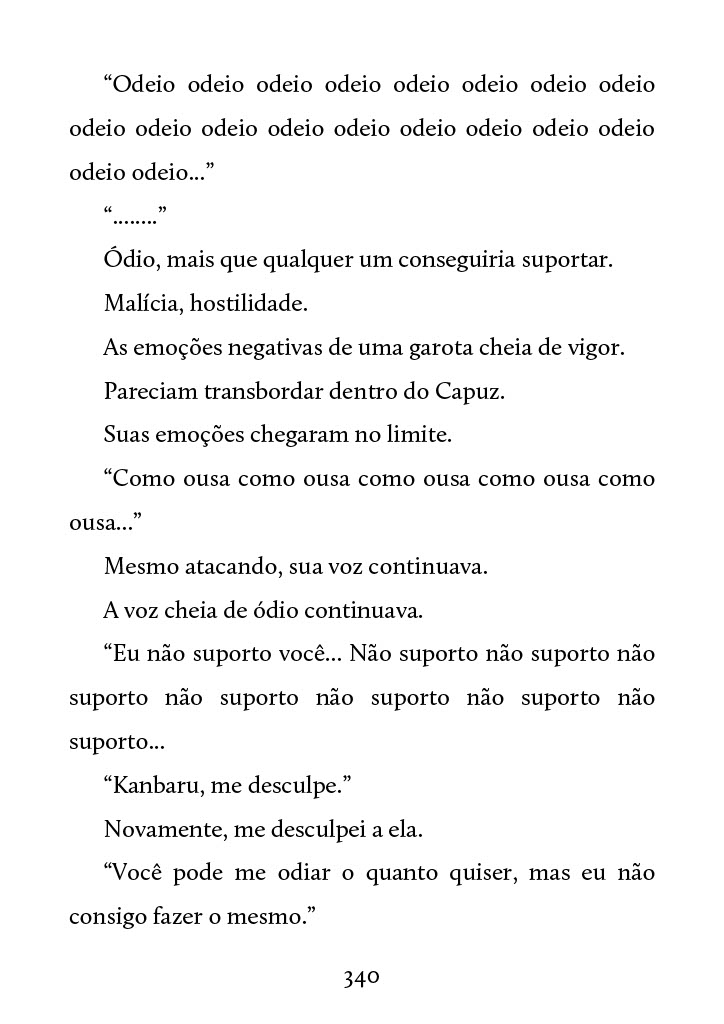 “Odeio odeio odeio odeio odeio odeio odeio odeio
odeio odeio odeio odeio odeio odeio odeio odeio odeio
odeio odeio...”
“........”
Ódio, mais que qualquer um conseguiria suportar.
Malícia, hostilidade.
As emoções negativas de uma garota cheia de vigor.
Pareciam transbordar dentro do Capuz.
Suas emoções chegaram no limite.
“Como ousa como ousa como ousa como ousa como
ousa...”
Mesmo atacando, sua voz continuava.
A voz cheia de ódio continuava.
“Eu não suporto você... Não suporto não suporto não
suporto não suporto não suporto não suporto não
suporto...
“Kanbaru, me desculpe.”
Novamente, me desculpei a ela.
“Você pode me odiar o quanto quiser, mas eu não
consigo fazer o mesmo.”
340